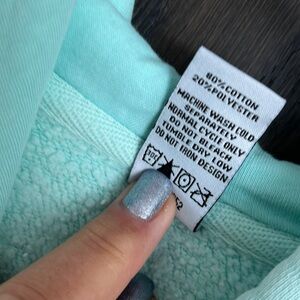 80%COTTON
20%POLYESTER
MACHINE WASH COLD
SEPARATELY
NORMAL CYCLE ONLY
DO NOT BLEACH
TUMBLE DRY LOW
DO NOT IRON DESIGN